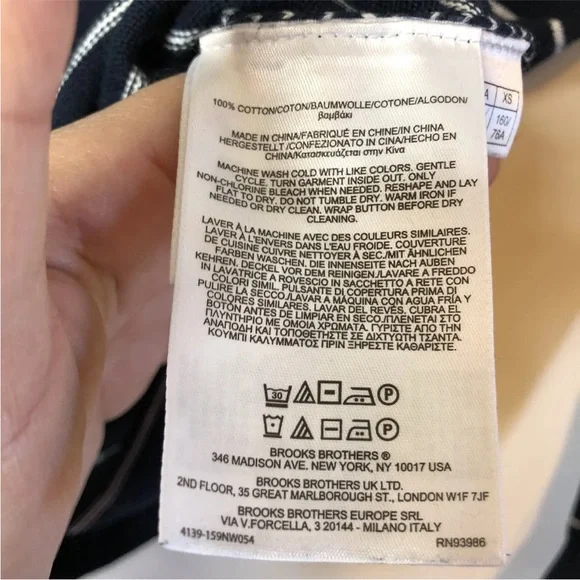 A XS
160/
76A
100% COTTON/COTON/BAUMWOLLE/COTONE/ALGODON/
βαμβάκι
MADE IN CHINA/FABRIQUÉ EN CHINE/IN CHINA
HERGESTELLT /CONFEZIONATO IN CINA/HECHO EN
CHINA/Κατασκευάζεται στην Κίνα
MACHINE WASH COLD WITH LIKE COLORS. GENTLE
CYCLE. TURN GARMENT INSIDE OUT. ONLY
NON-CHLORINE BLEACH WHEN NEEDED. RESHAPE AND LAY
FLAT TO DRY. DO NOT TUMBLE DRY. WARM IRON IF
NEEDED OR DRY CLEAN. WRAP BUTTON BEFORE DRY
CLEANING.
LAVER À LA MACHINE AVEC DES COULEURS SIMILAIRES.
LAVER À L'ENVERS DANS L'EAU FROIDE. COUVERTURE
DE CUISINE CUIVRE NETTOYER À SEC./MIT ÄHNLICHEN
FARBEN WASCHEN. DIE INNENSEITE NACH AUBEN
KEHREN. DECKEL VOR DEM REINIGEN/LAVARE A FREDDO
IN LAVATRICE A ROVESCIO IN SACCHETTO A RETE CON
COLORI SIMIL. PULSANTE DI COPERTURA PRIMA DI
PULIRE LA SECCO/LAVAR A MÁQUINA CON AGUA FRÍA Y
COLORES SIMILARES. LAVAR DEL REVÉS. CUBRA EL
BOTÓN ANTES DE LIMPIAR EN SECO/ΠΛΕΝΕΤΑΙ ΣΤΟ
ΠΛΥΝΤΗΡΙΟ ΜΕ ΟΜΟΙΑ ΧΡΩΜΑΤΑ. ΓΥΡΙΣΤΕ ΑΠΟ ΤΗΝ
ΑΝΑΠΟΔΗ ΚΑΙ ΤΟΠΟΘΕΤΗΣΤΕ ΣΕ ΔΙΧΤΥΩΤΗ ΤΣΑΝΤΑ.
ΚΟΥΜΠΙ ΚΑΛΥΜΜΑΤΟΣ ΠΡΙΝ ΞΗΡΕΣΕ ΚΑΘΑΡΙΣΤΕ.
30 P
P
BROOKS BROTHERS ®
346 MADISON AVE. NEW YORK, NY 10017 USA
BROOKS BROTHERS UK LTD.
2ND FLOOR, 35 GREAT MARLBOROUGH ST., LONDON W1F 7JF
BROOKS BROTHERS EUROPE SRL
VIA V.FORCELLA, 3 20144 - MILANO ITALY
4139-159NW054 RN93986